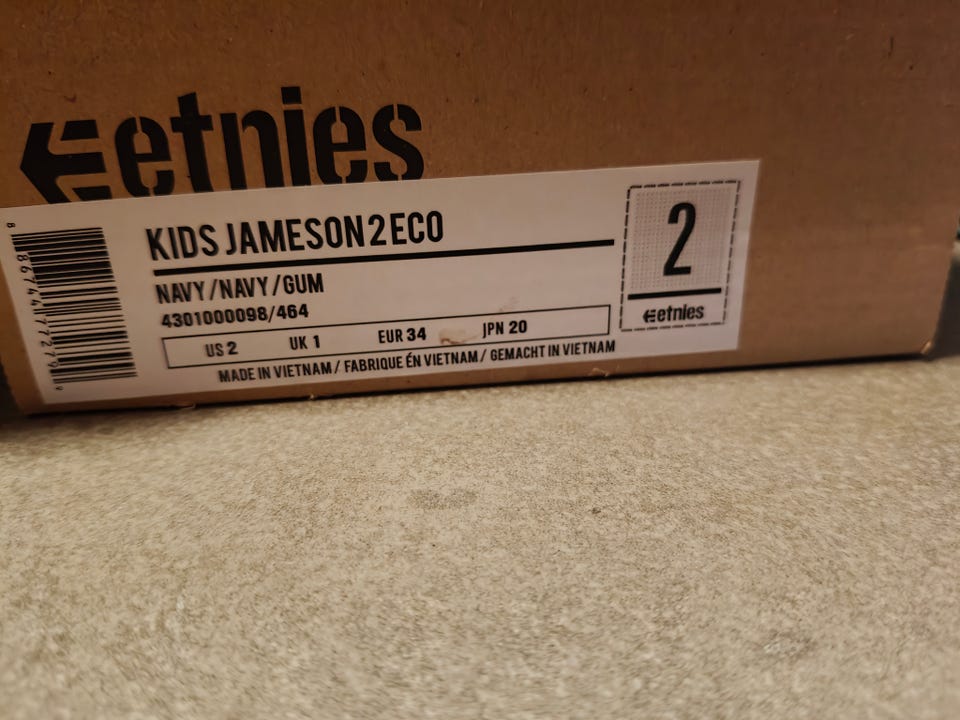 etnies
KIDS JAMESON 2 ECO
NAVY/NAVY/GUM
4301000098/464
US 2 UK 1 EUR 34 JPN 20
MADE IN VIETNAM / FABRIQUE ÉN VIETNAM / GEMACHT IN VIETNAM
2
etnies